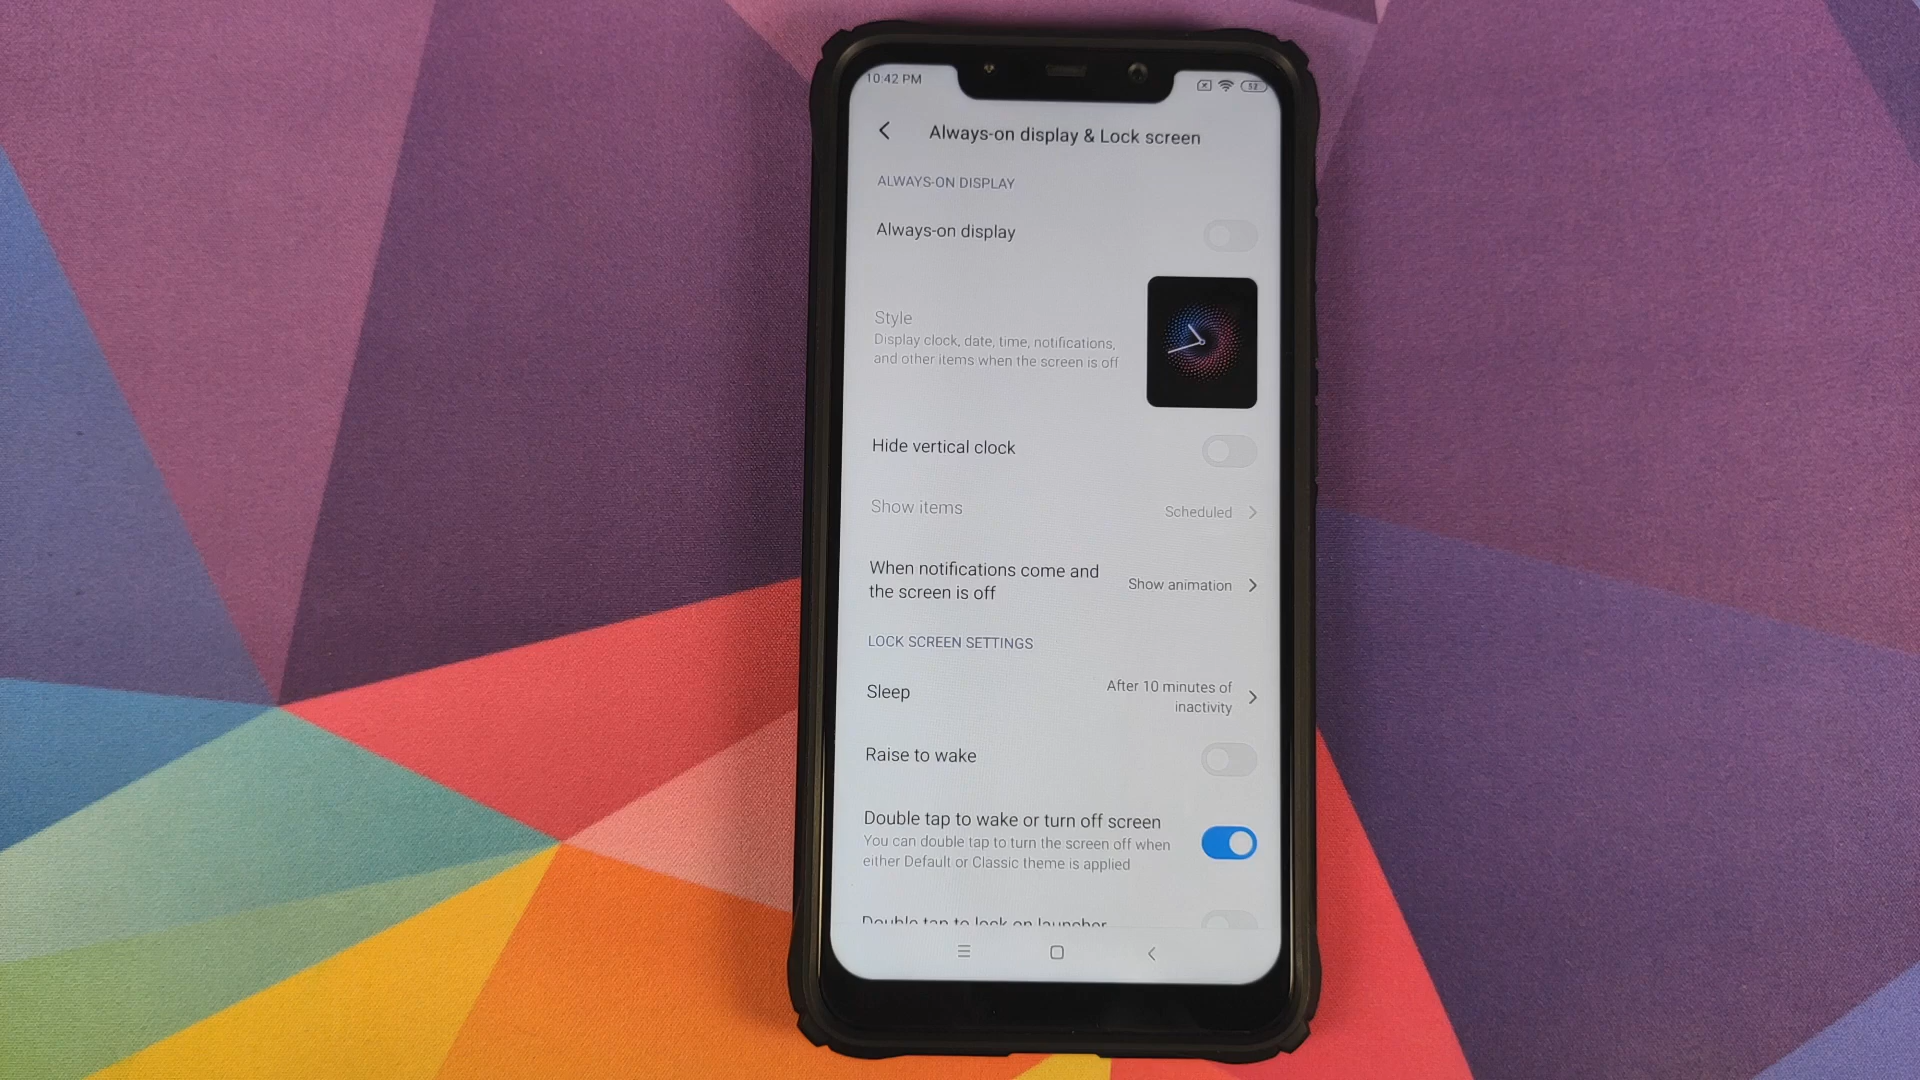 10:42 PM
52
Always-on display & Lock screen
ALWAYS-ON DISPLAY
Always-on display
Style
Display clock, date, time, notifications,
and other items when the screen is off
Hide vertical clock
Show items
Scheduled
When notifications come and
the screen is off
Show animation
LOCK SCREEN SETTINGS
Sleep
After 10 minutes of
inactivity
Raise to wake
Double tap to wake or turn off screen
You can double tap to turn the screen off when
either Default or Classic theme is applied
Double tap to lock on launcher